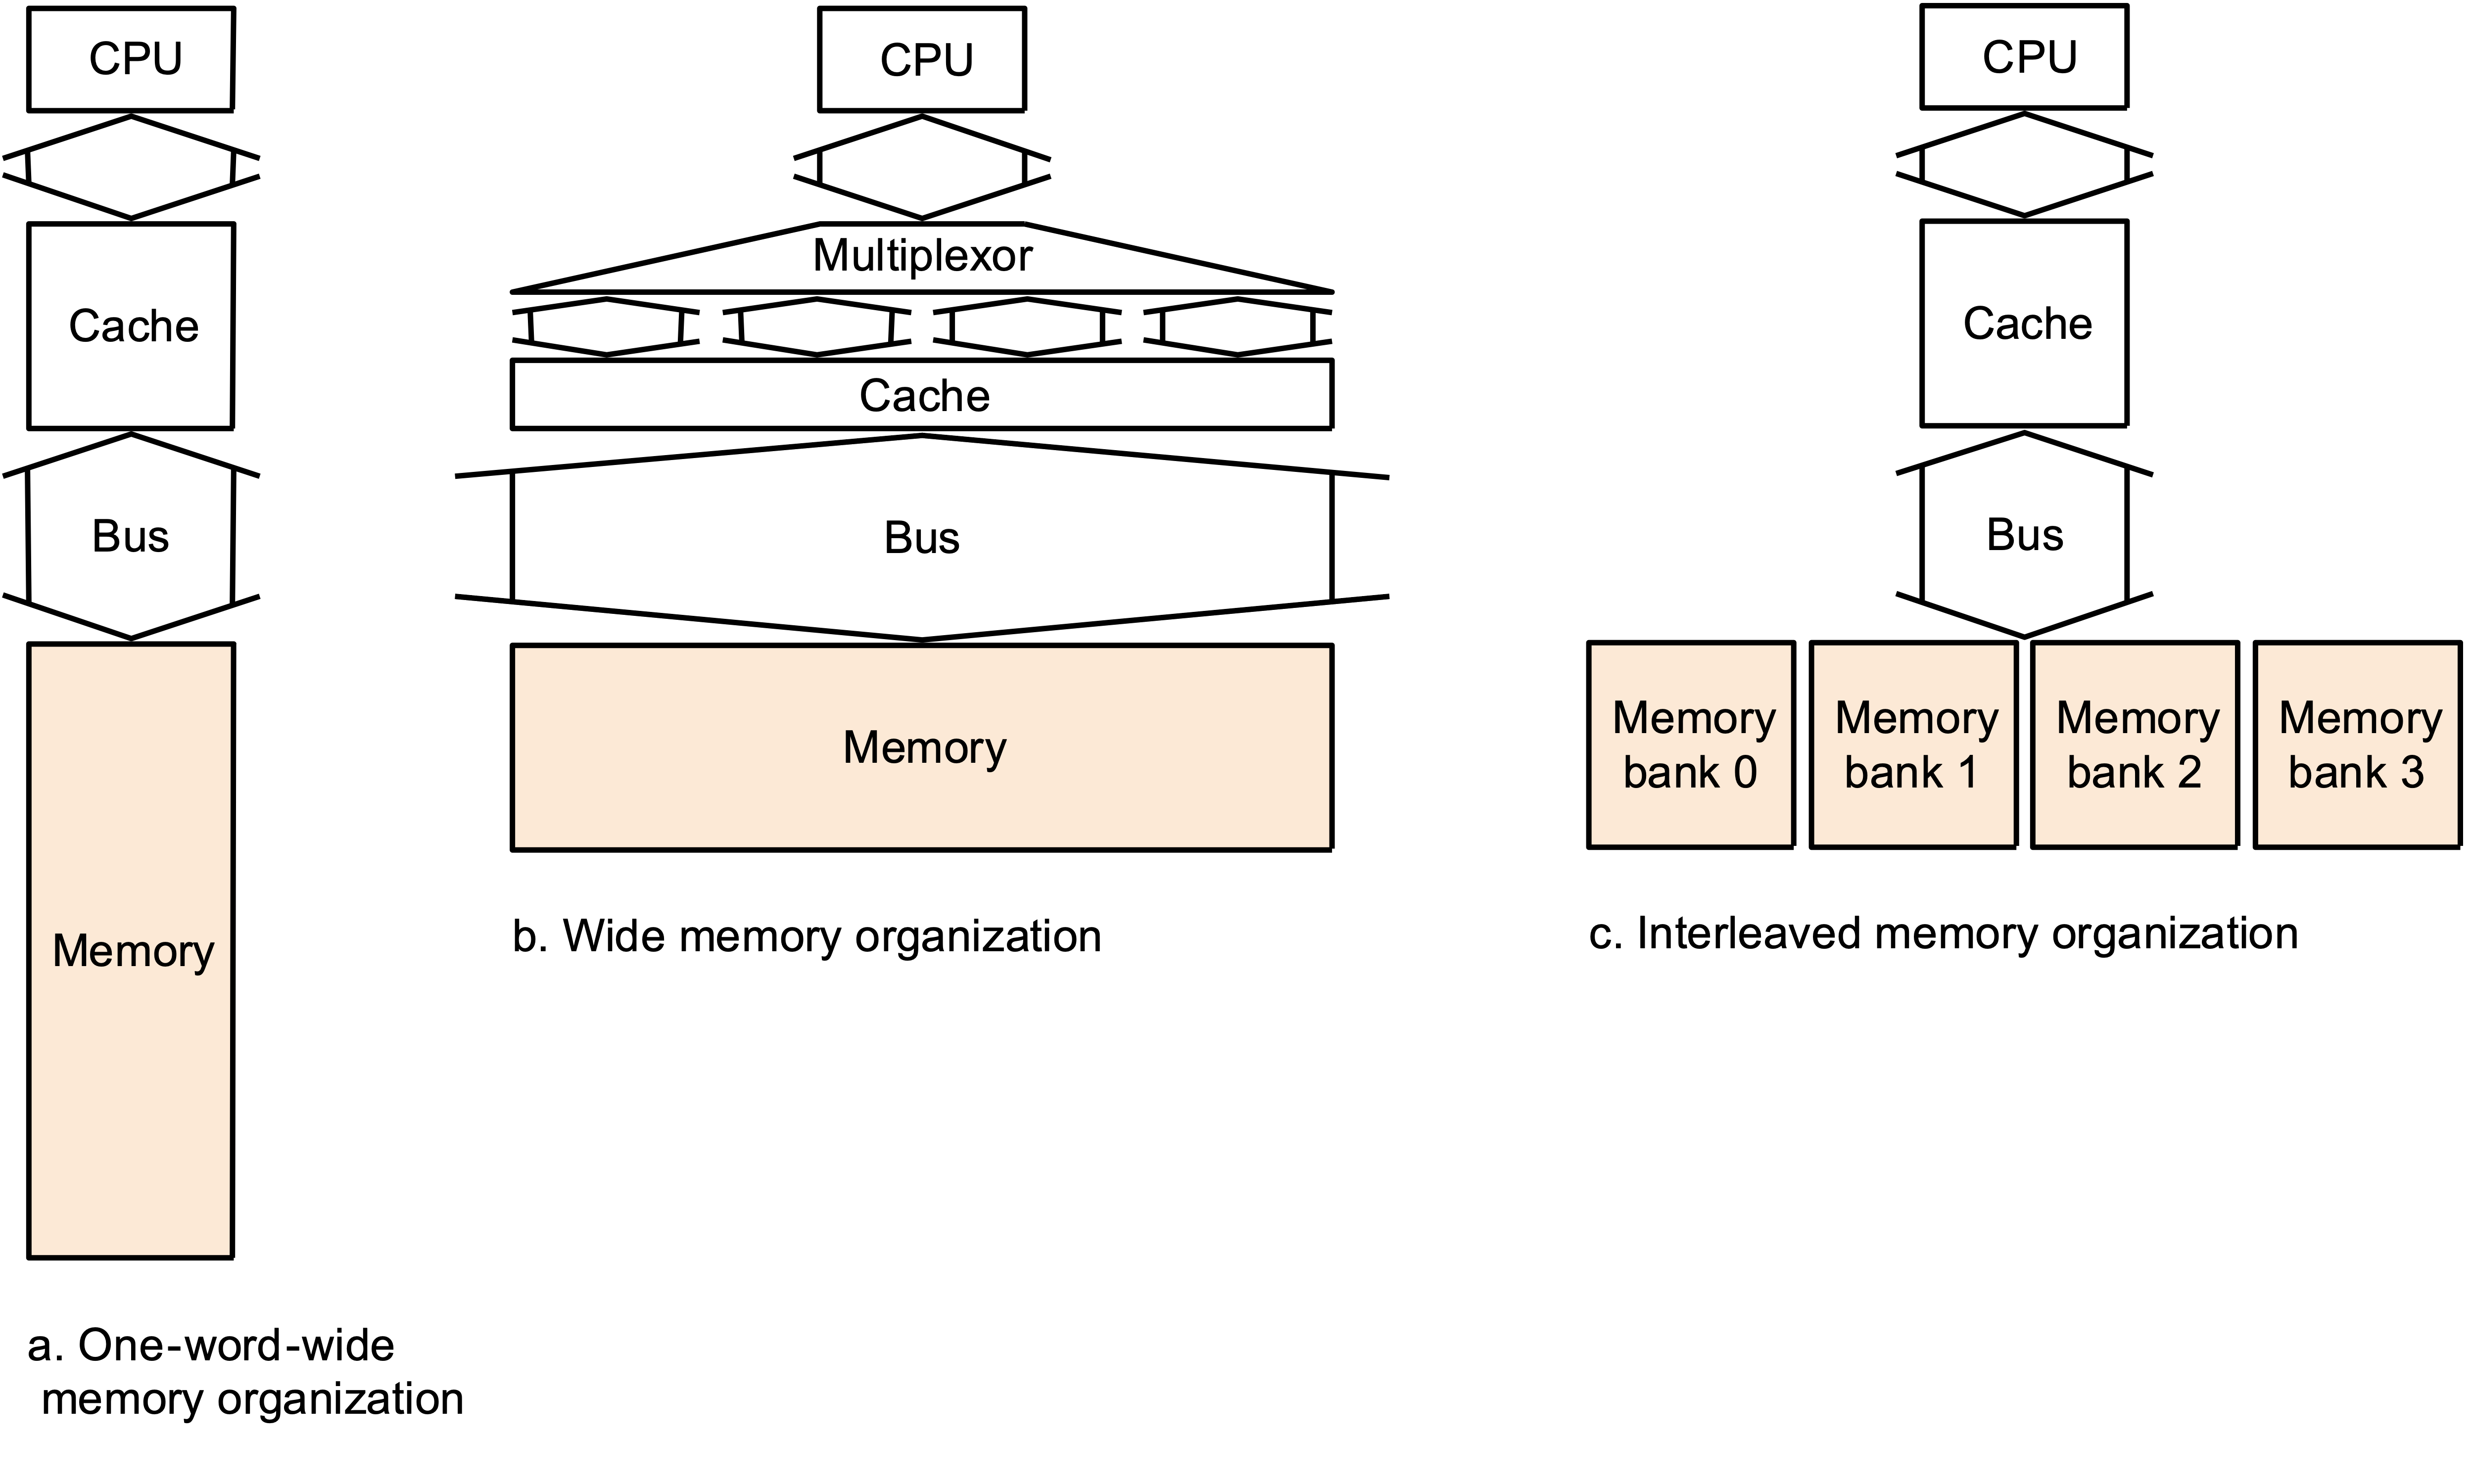 CPU
Cache
Bus
Memory
a. One-word-wide
memory organization
CPU
Multiplexor
Cache
Bus
Memory
b. Wide memory organization
CPU
Cache
Bus
Memory
bank 0
Memory
bank 1
Memory
bank 2
Memory
bank 3
c. Interleaved memory organization